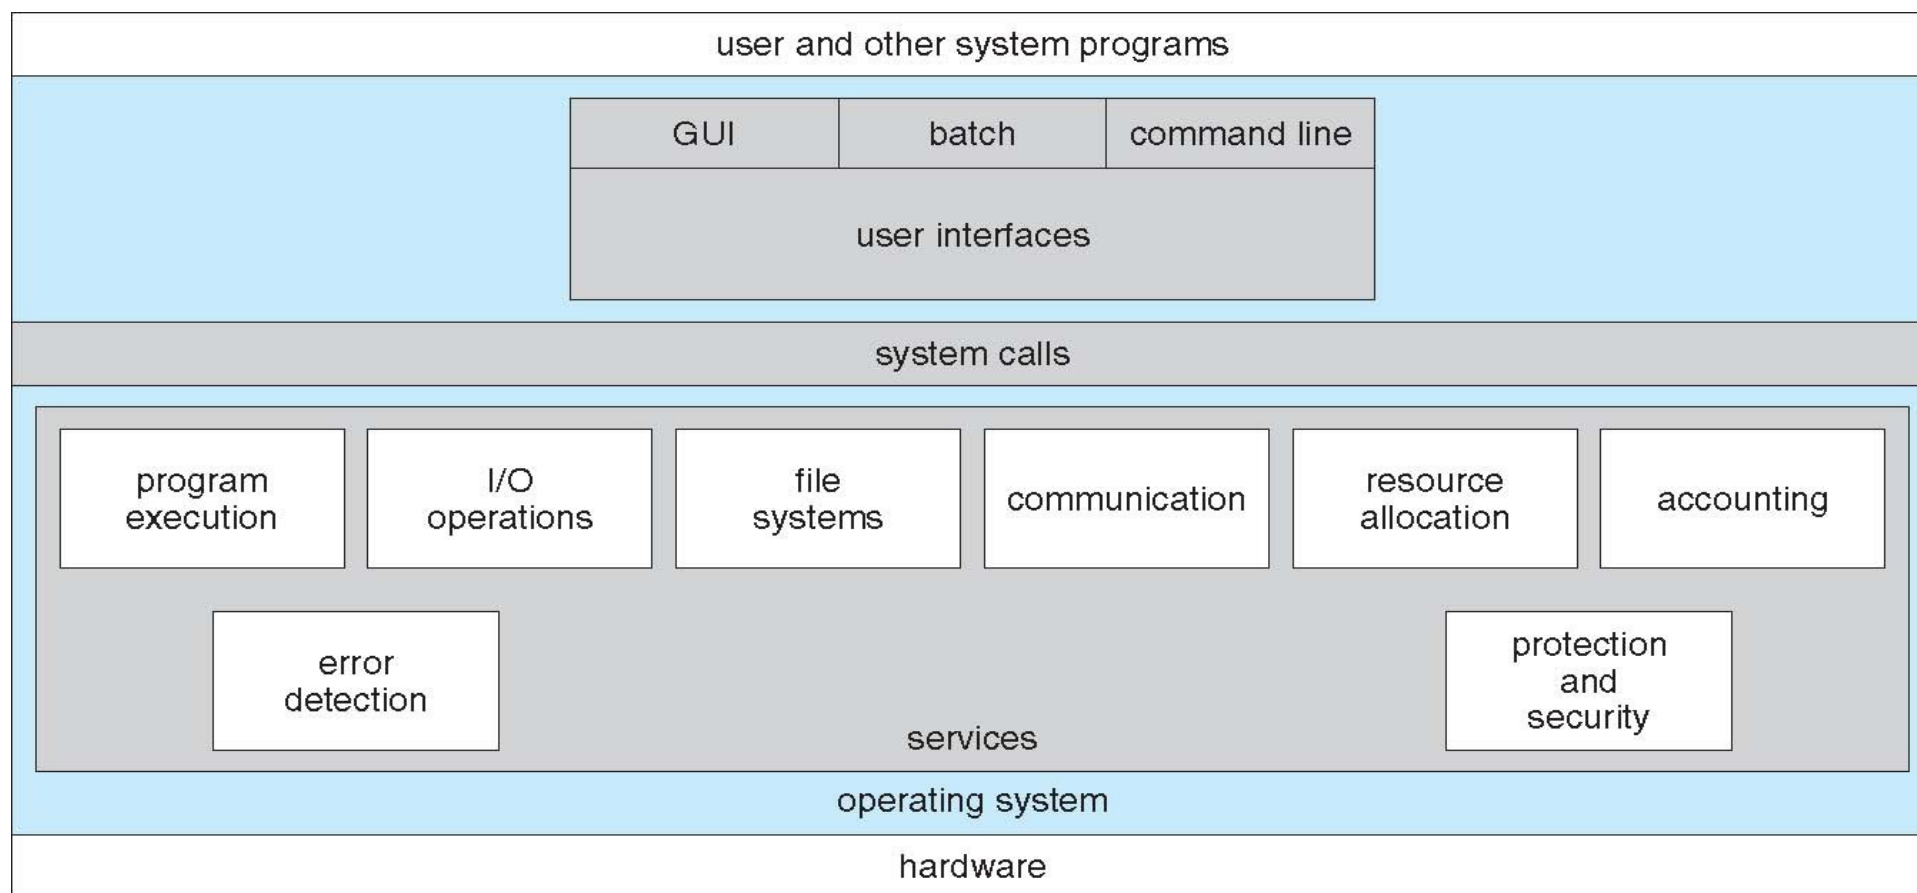 user and other system programs
GUI
batch
command line
user interfaces
system calls
program
execution
I/O
operations
file
systems
communication
resource
allocation
accounting
error
detection
protection
and
security
services
operating system
hardware